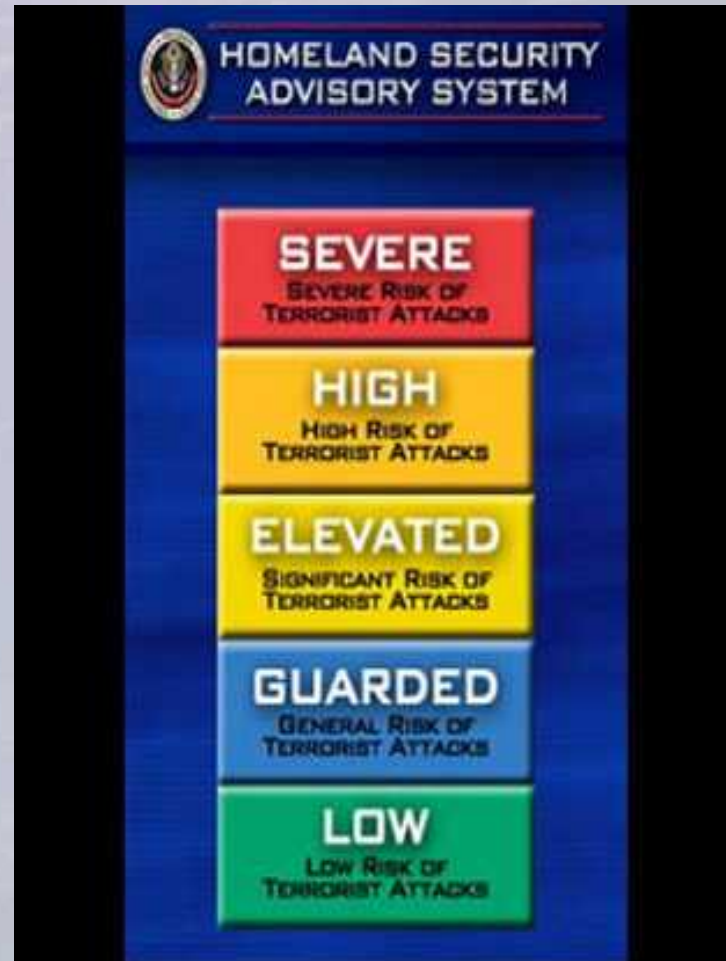 HOMELAND SECURITY
ADVISORY SYSTEM
SEVERE
SEVERE RISK OF
TERRORIST ATTACKS
HIGH
HIGH RISK OF
TERRORIST ATTACKS
ELEVATED
SIGNIFICANT RISK OF
TERRORIST ATTACKS
GUARDED
GENERAL RISK OF
TERRORIST ATTACKS
LOW
LOW RISK OF
TERRORIST ATTACKS